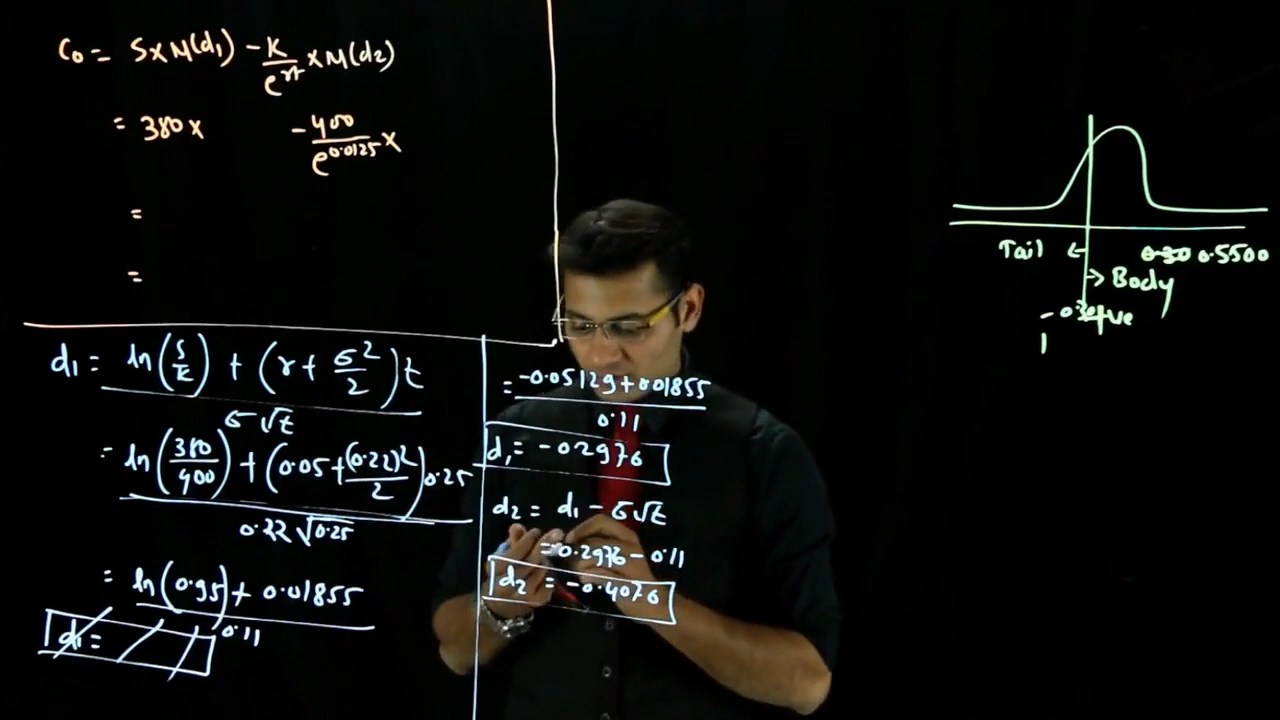 C₀ = S × N(d₁) − K/e^rt × N(d₂)
= 380 × − 400/e^0.0125 ×
=
=
d₁ = ln(S/K) + (r + σ²/2)t / σ√t
= ln(380/400) + (0.05 + (0.22)²/2)0.25 / 0.22√0.25
= ln(0.95) + 0.01855 / 0.11
d₁ =
= −0.05129 + 0.01855 / 0.11
d₁ = −0.2976
d₂ = d₁ − σ√t
= −0.2976 − 0.11
d₂ = −0.4076
Tail ← 0.30 0.5500
→ Body